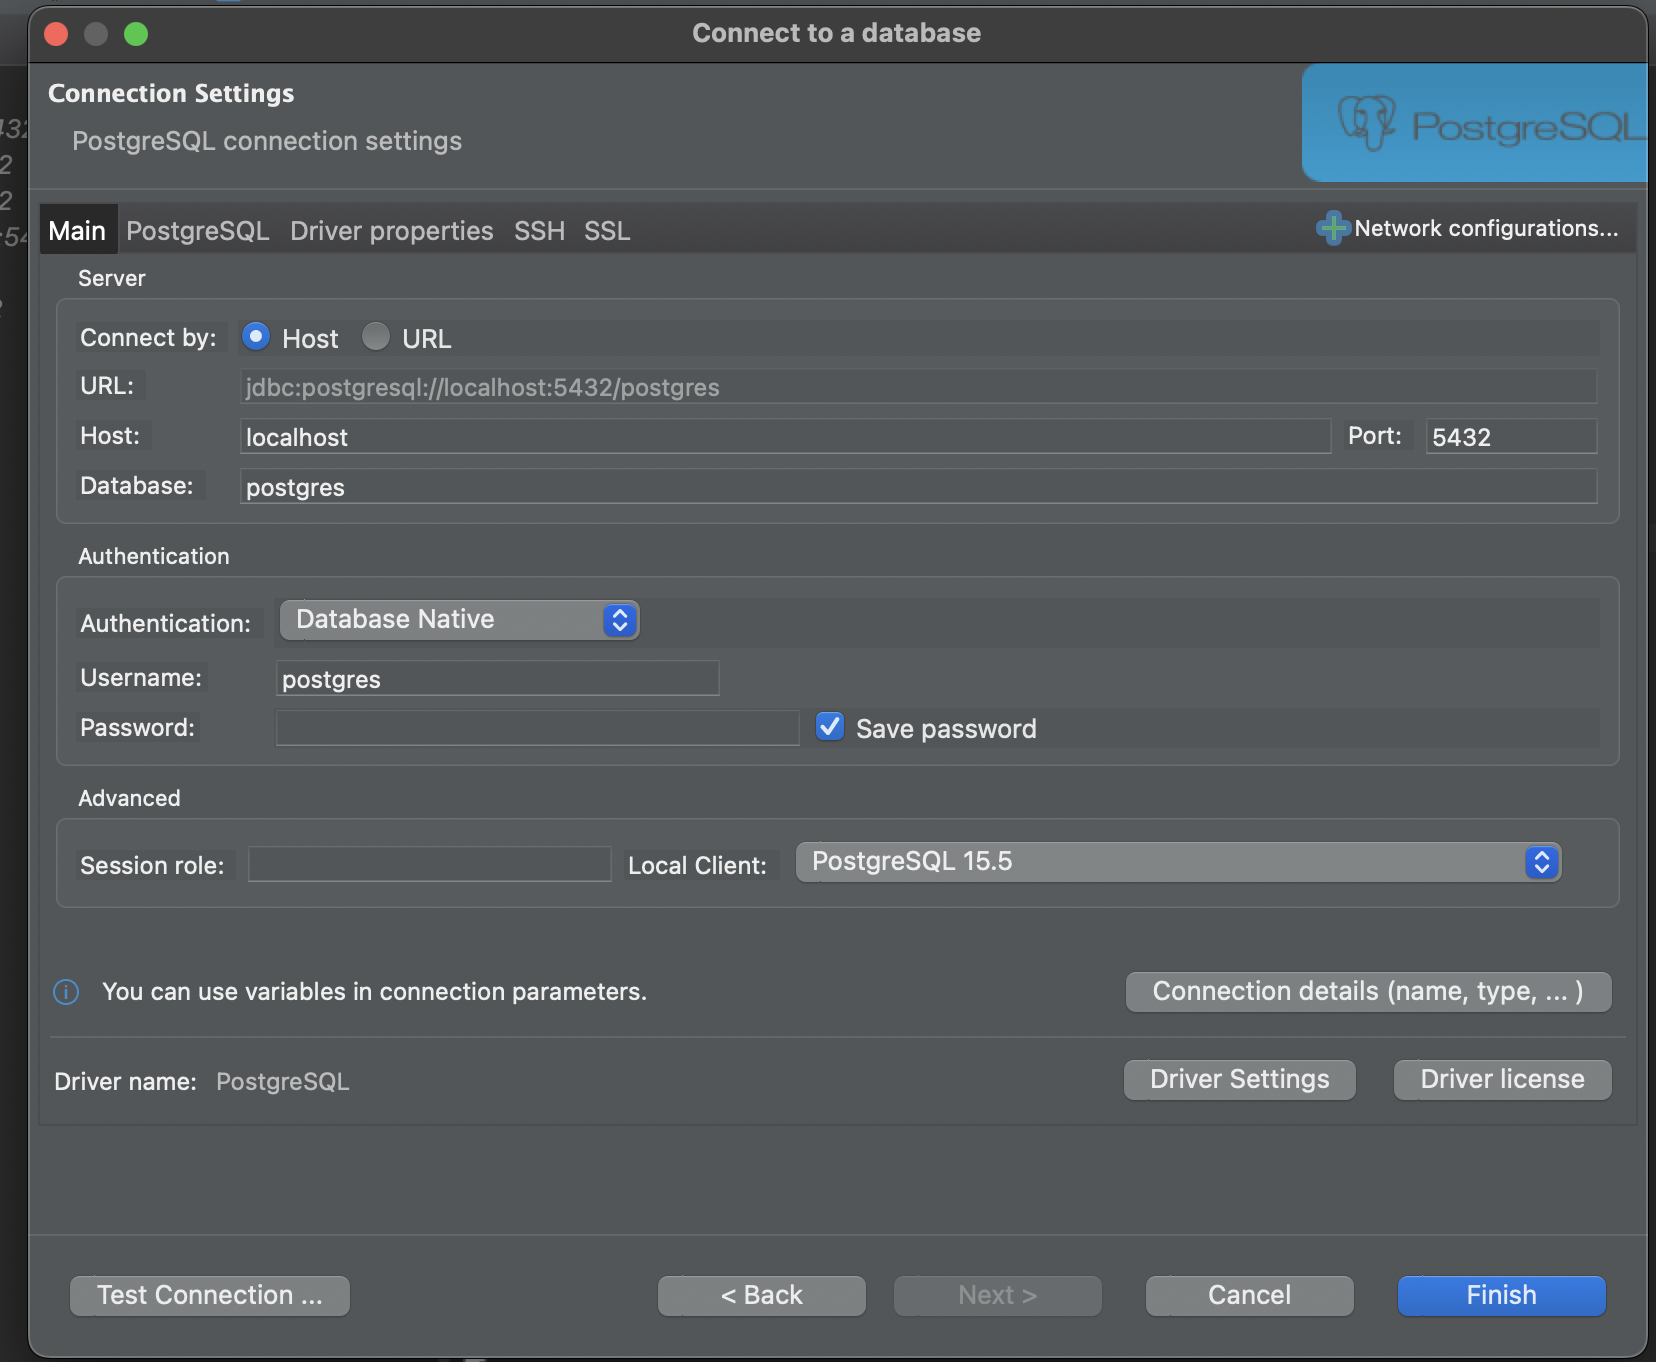 Connect to a database
Connection Settings
PostgreSQL connection settings
PostgreSQL
Main PostgreSQL Driver properties SSH SSL Network configurations...
Server
Connect by: Host URL
URL: jdbc:postgresql://localhost:5432/postgres
Host: localhost Port: 5432
Database: postgres
Authentication
Authentication: Database Native
Username: postgres
Password: Save password
Advanced
Session role: Local Client: PostgreSQL 15.5
You can use variables in connection parameters. Connection details (name, type, ... )
Driver name: PostgreSQL Driver Settings Driver license
Test Connection ... < Back Next > Cancel Finish